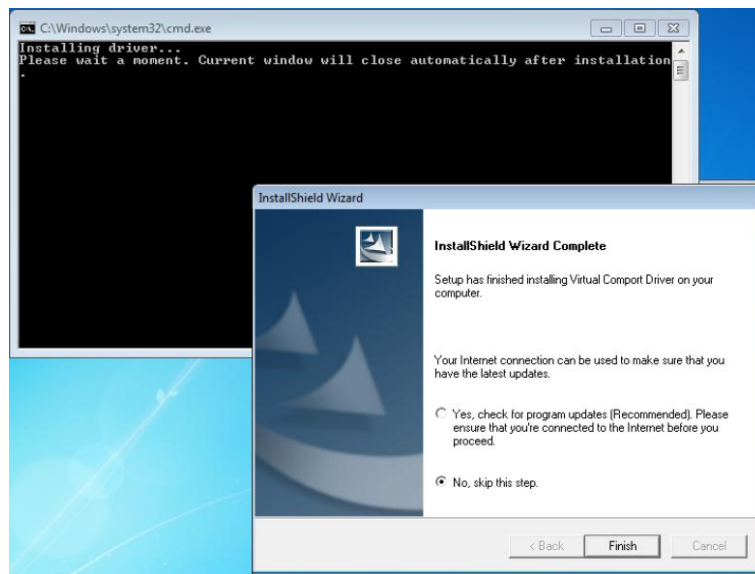 C:\Windows\system32\cmd.exe
Installing driver...
Please wait a moment. Current window will close automatically after installation
.
InstallShield Wizard
InstallShield Wizard Complete
Setup has finished installing Virtual Comport Driver on your
computer.
Your Internet connection can be used to make sure that you
have the latest updates.
Yes, check for program updates (Recommended). Please
ensure that you're connected to the Internet before you
proceed.
No, skip this step.
< Back
Finish
Cancel